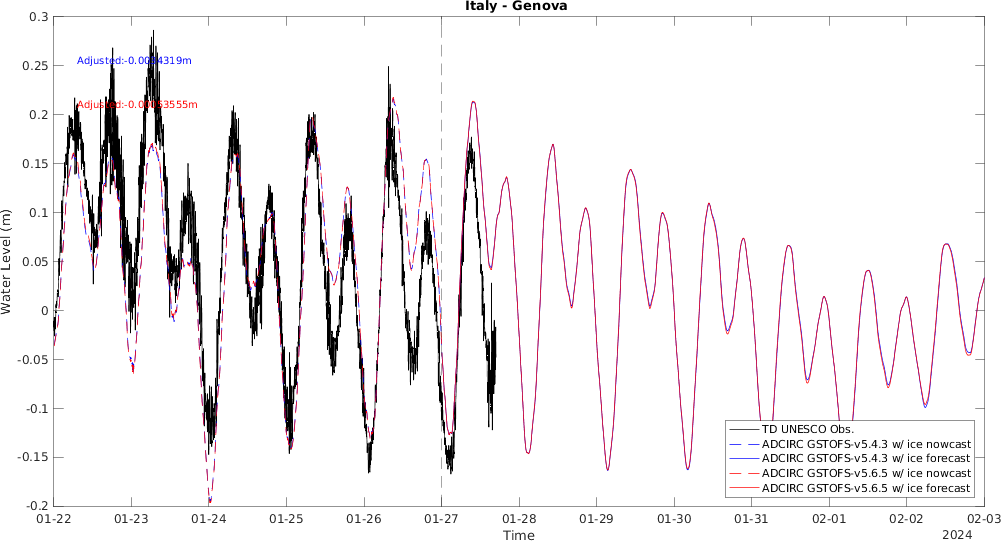 Italy - Genova
Water Level (m)
0.3
0.25
0.2
0.15
0.1
0.05
0
-0.05
-0.1
-0.15
-0.2
TD UNESCO Obs.
ADCIRC GSTOFS-v5.4.3 w/ ice nowcast
ADCIRC GSTOFS-v5.4.3 w/ ice forecast
ADCIRC GSTOFS-v5.6.5 w/ ice nowcast
ADCIRC GSTOFS-v5.6.5 w/ ice forecast
01-22 01-23 01-24 01-25 01-26 01-27 01-28 01-29 01-30 01-31 02-01 02-02 02-03
Time
2024